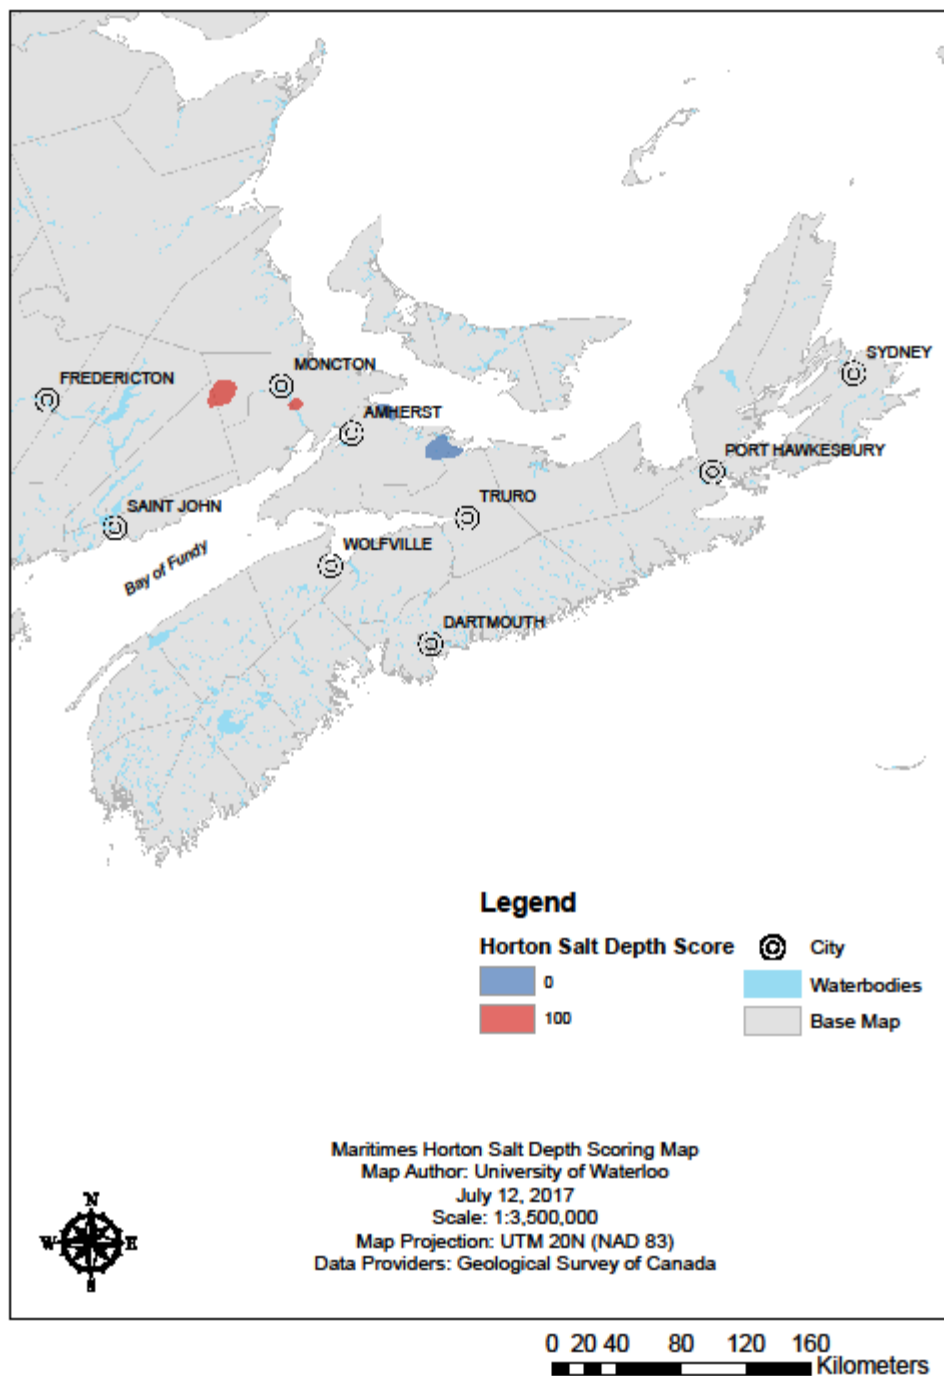 SYDNEY
MONCTON
FREDERICTON
AMHERST
PORT HAWKESBURY
TRURO
SAINT JOHN
WOLFVILLE
Bay of Fundy
DARTMOUTH
Legend
Horton Salt Depth Score
City
0
Waterbodies
100
Base Map
Maritimes Horton Salt Depth Scoring Map
Map Author: University of Waterloo
July 12, 2017
Scale: 1:3,500,000
Map Projection: UTM 20N (NAD 83)
Data Providers: Geological Survey of Canada
N
W E
S
0 20 40 80 120 160
Kilometers